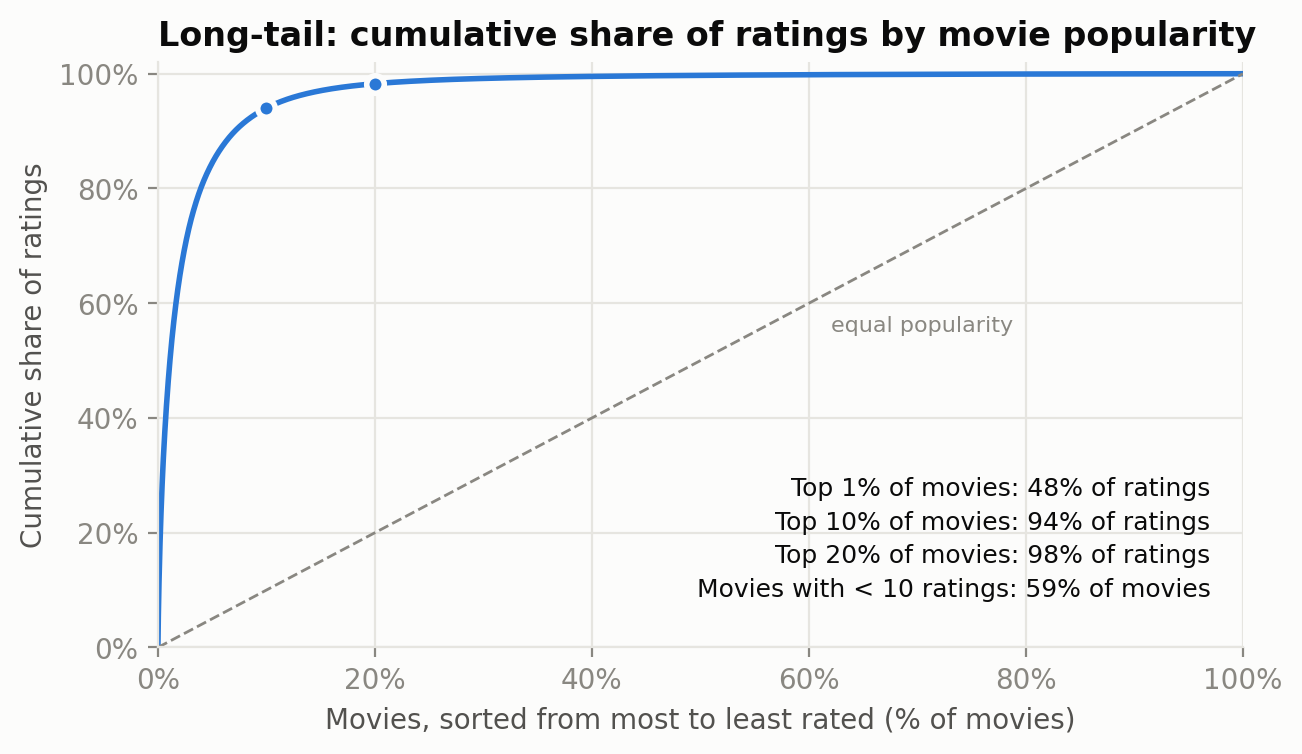 Long-tail: cumulative share of ratings by movie popularity
Cumulative share of ratings
100%
80%
60%
40%
20%
0%
equal popularity
Top 1% of movies: 48% of ratings
Top 10% of movies: 94% of ratings
Top 20% of movies: 98% of ratings
Movies with < 10 ratings: 59% of movies
0%
20%
40%
60%
80%
100%
Movies, sorted from most to least rated (% of movies)